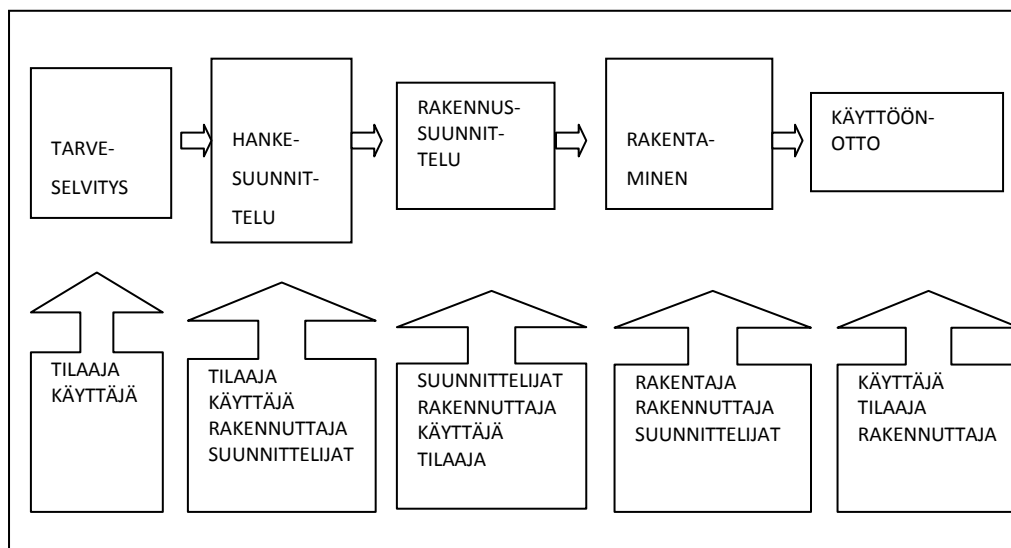 TARVE-
SELVITYS
HANKE-
SUUNNIT-
TELU
RAKENNUS-
SUUNNIT-
TELU
RAKENTA-
MINEN
KÄYTTÖÖN-
OTTO
TILAAJA
KÄYTTÄJÄ
TILAAJA
KÄYTTÄJÄ
RAKENNUTTAJA
SUUNNITTELIJAT
SUUNNITTELIJAT
RAKENNUTTAJA
KÄYTTÄJÄ
TILAAJA
RAKENTAJA
RAKENNUTTAJA
SUUNNITTELIJAT
KÄYTTÄJÄ
TILAAJA
RAKENNUTTAJA